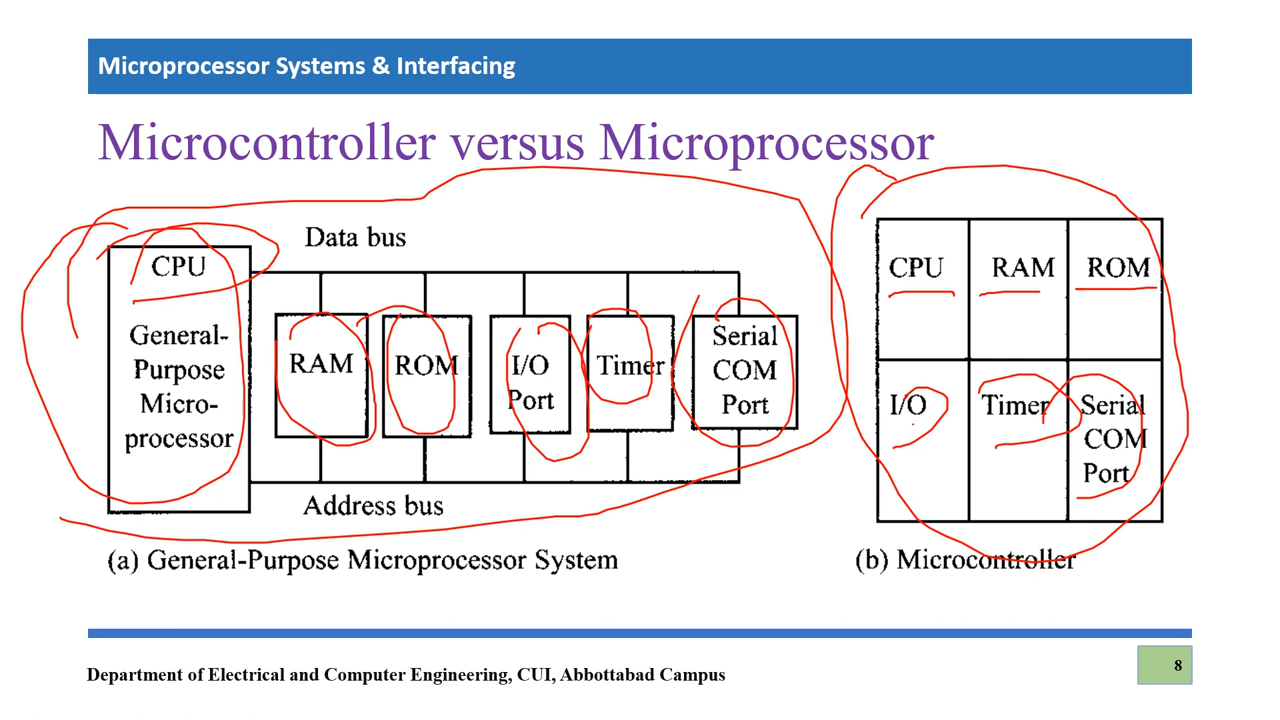 Microprocessor Systems & Interfacing
Microcontroller versus Microprocessor
Data bus
CPU
General-
Purpose
Micro-
processor
RAM
ROM
I/O
Port
Timer
Serial
COM
Port
Address bus
(a) General-Purpose Microprocessor System
CPU
RAM
ROM
I/O
Timer
Serial
COM
Port
(b) Microcontroller
Department of Electrical and Computer Engineering, CUI, Abbottabad Campus
8